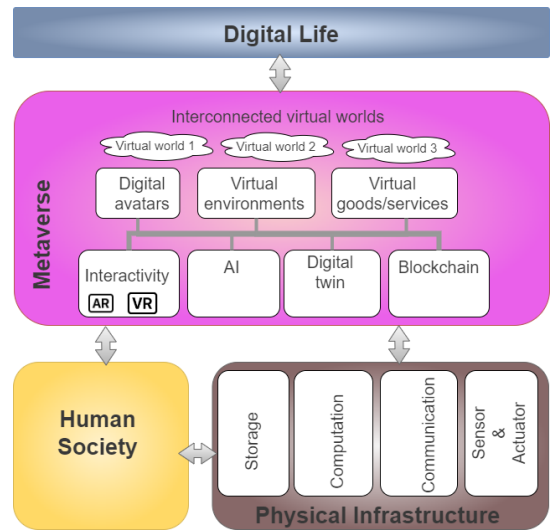 Digital Life
Interconnected virtual worlds
Virtual world 1
Virtual world 2
Virtual world 3
Metaverse
Digital
avatars
Virtual
environments
Virtual
goods/services
Interactivity
AR
VR
AI
Digital
twin
Blockchain
Human
Society
Storage
Computation
Communication
Sensor
&
Actuator
Physical Infrastructure